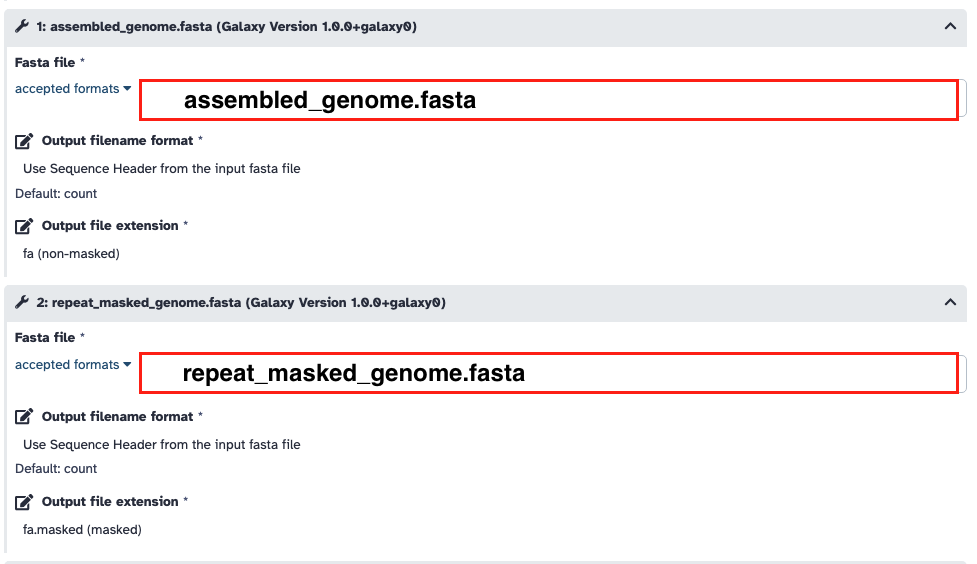 1: assembled_genome.fasta (Galaxy Version 1.0.0+galaxy0)
Fasta file *
accepted formats
assembled_genome.fasta
Output filename format *
Use Sequence Header from the input fasta file
Default: count
Output file extension *
fa (non-masked)
2: repeat_masked_genome.fasta (Galaxy Version 1.0.0+galaxy0)
Fasta file *
accepted formats
repeat_masked_genome.fasta
Output filename format *
Use Sequence Header from the input fasta file
Default: count
Output file extension *
fa.masked (masked)